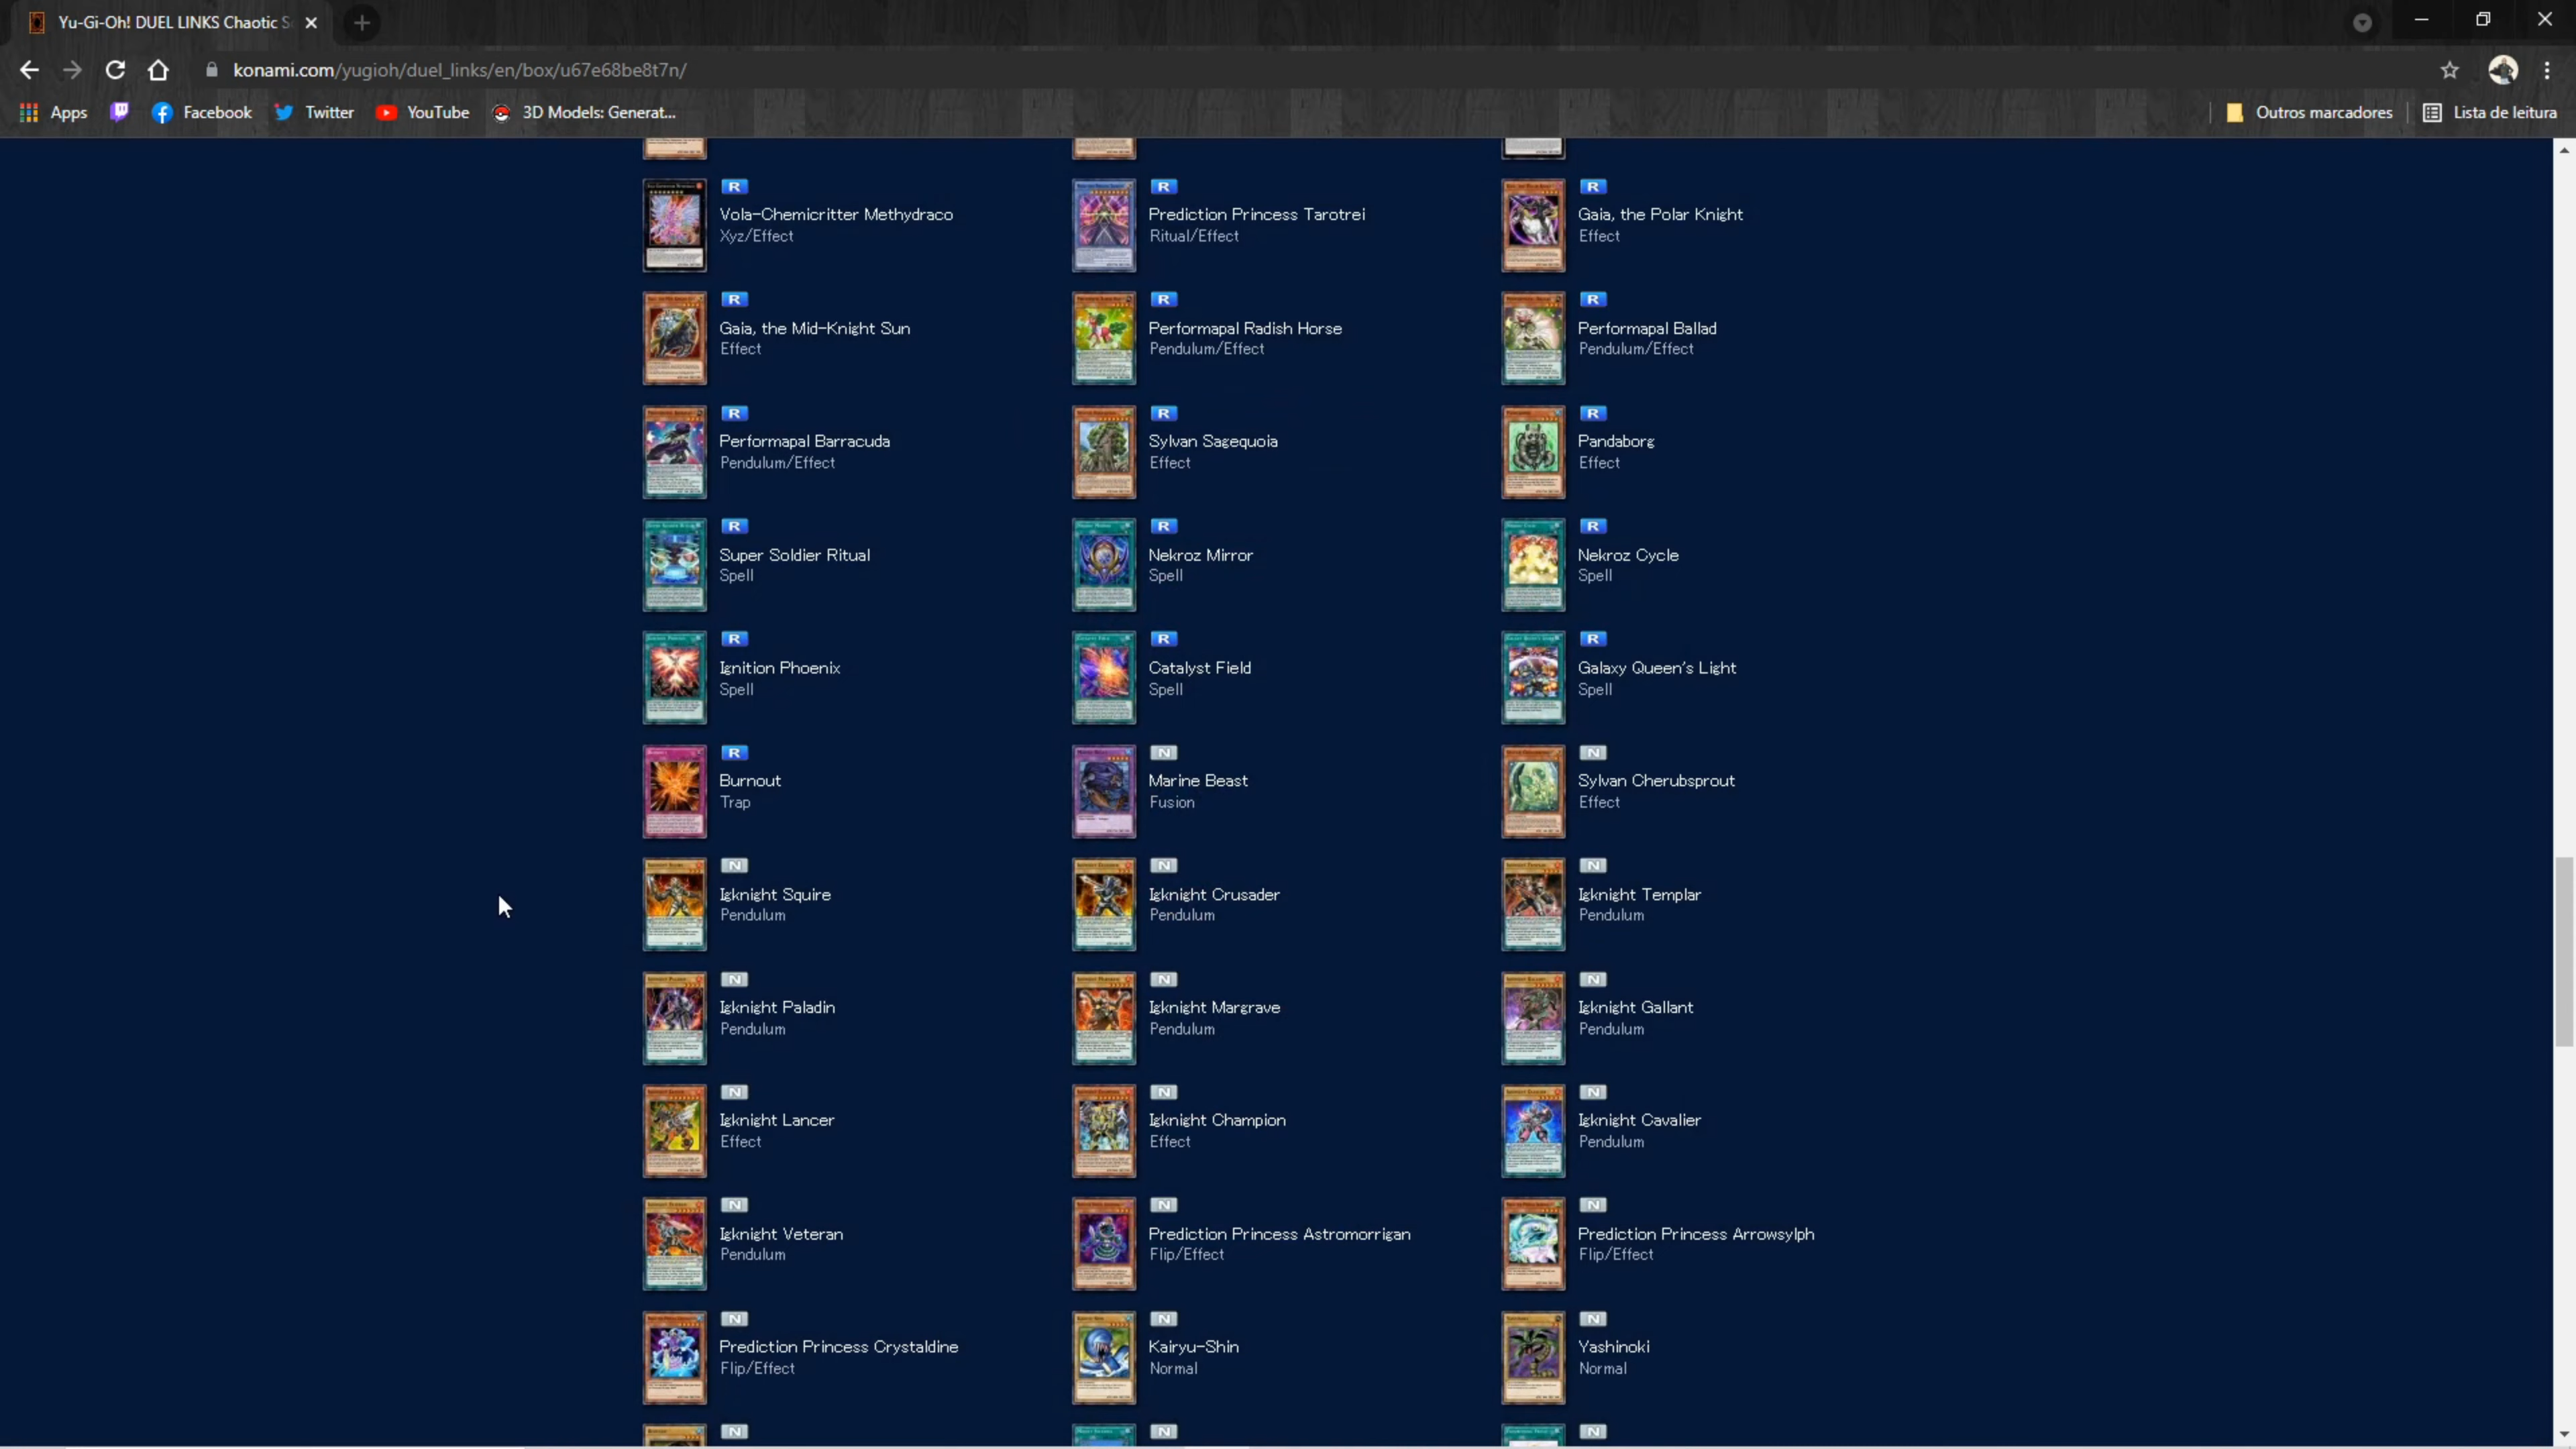 Yu-Gi-Oh! DUEL LINKS Chaotic S
konami.com/yugioh/duel_links/en/box/u67e68be8t7n/
Apps
Facebook
Twitter
YouTube
3D Models: Generat...
Outros marcadores
Lista de leitura
R
R
R
Vola-Chemicritter Methydraco
Prediction Princess Tarotrei
Gaia, the Polar Knight
Xyz/Effect
Ritual/Effect
Effect
R
R
R
Gaia, the Mid-Knight Sun
Performapal Radish Horse
Performapal Ballad
Effect
Pendulum/Effect
Pendulum/Effect
R
R
R
Performapal Barracuda
Sylvan Sagequoia
Pandaborg
Pendulum/Effect
Effect
Effect
R
R
R
Super Soldier Ritual
Nekroz Mirror
Nekroz Cycle
Spell
Spell
Spell
R
R
R
Ignition Phoenix
Catalyst Field
Galaxy Queen's Light
Spell
Spell
Spell
R
N
N
Burnout
Marine Beast
Sylvan Cherubsprout
Trap
Fusion
Effect
N
N
N
Igknight Squire
Igknight Crusader
Igknight Templar
Pendulum
Pendulum
Pendulum
N
N
N
Igknight Paladin
Igknight Margrave
Igknight Gallant
Pendulum
Pendulum
Pendulum
N
N
N
Igknight Lancer
Igknight Champion
Igknight Cavalier
Effect
Effect
Pendulum
N
N
N
Igknight Veteran
Prediction Princess Astromorrigan
Prediction Princess Arrowsylph
Pendulum
Flip/Effect
Flip/Effect
N
N
N
Prediction Princess Crystaldine
Kairyu-Shin
Yashinoki
Flip/Effect
Normal
Normal
N
N
N